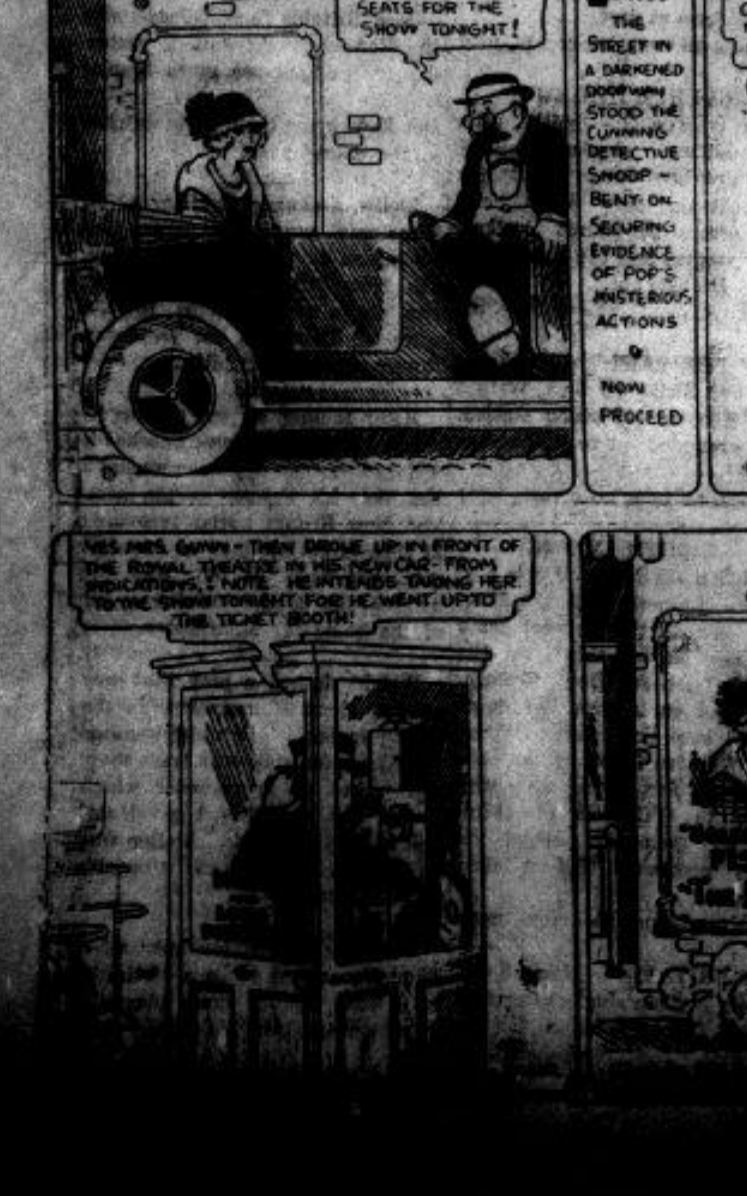 SEATS FOR THE
SHOW TONIGHT!
THE
STREET IN
A DARKENED
DOORWAY
STOOD THE
CUNNING
DETECTIVE
SNOOP —
BENT ON
SECURING
EVIDENCE
OF POP'S
MYSTERIOUS
ACTIONS
NOW
PROCEED
YES MRS. GUNN - THEY DROVE UP IN FRONT OF
THE ROYAL THEATRE IN HIS NEW CAR - FROM
INDICATIONS, I NOTE HE INTENDS TAKING HER
TO THE SHOW TONIGHT FOR HE WENT UP TO
THE TICKET BOOTH!